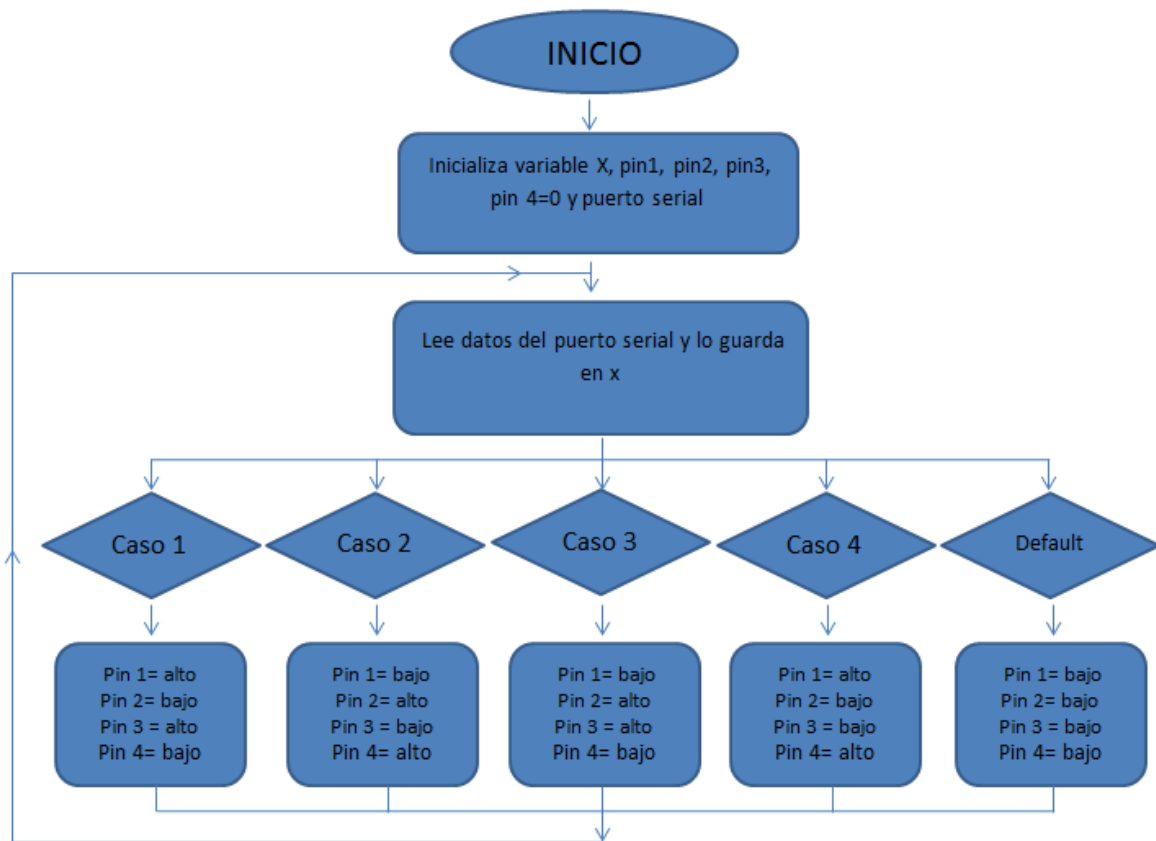 INICIO
Inicializa variable X, pin1, pin2, pin3,
pin 4=0 y puerto serial
Lee datos del puerto serial y lo guarda
en x
Caso 1
Caso 2
Caso 3
Caso 4
Default
Pin 1= alto
Pin 2= bajo
Pin 3 = alto
Pin 4= bajo
Pin 1= bajo
Pin 2= alto
Pin 3 = bajo
Pin 4= alto
Pin 1= bajo
Pin 2= alto
Pin 3 = alto
Pin 4= bajo
Pin 1= alto
Pin 2= bajo
Pin 3 = bajo
Pin 4= alto
Pin 1= bajo
Pin 2= bajo
Pin 3 = bajo
Pin 4= bajo